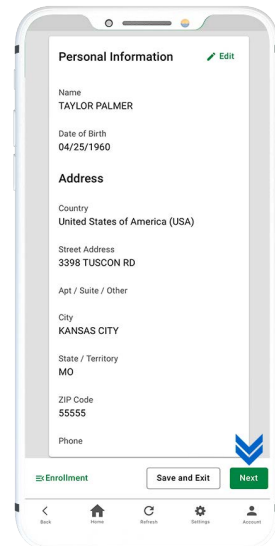 Personal Information
Edit
Name
TAYLOR PALMER
Date of Birth
04/25/1960
Address
Country
United States of America (USA)
Street Address
3398 TUSCON RD
Apt / Suite / Other
City
KANSAS CITY
State / Territory
MO
ZIP Code
55555
Phone
Enrollment
Save and Exit
Next
Back
Home
Refresh
Settings
Account